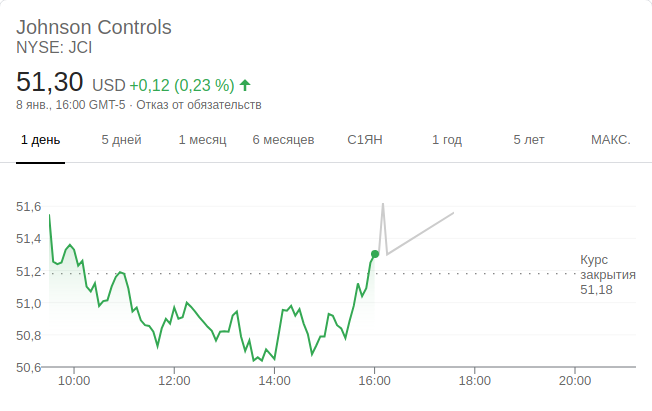 Johnson Controls
NYSE: JCI
51,30 USD +0,12 (0,23 %)
8 янв., 16:00 GMT-5 · Отказ от обязательств
1 день 5 дней 1 месяц 6 месяцев С1ЯН 1 год 5 лет МАКС.
51,6
51,4
51,2
51,0
50,8
50,6
Курс
закрытия
51,18
10:00 12:00 14:00 16:00 18:00 20:00